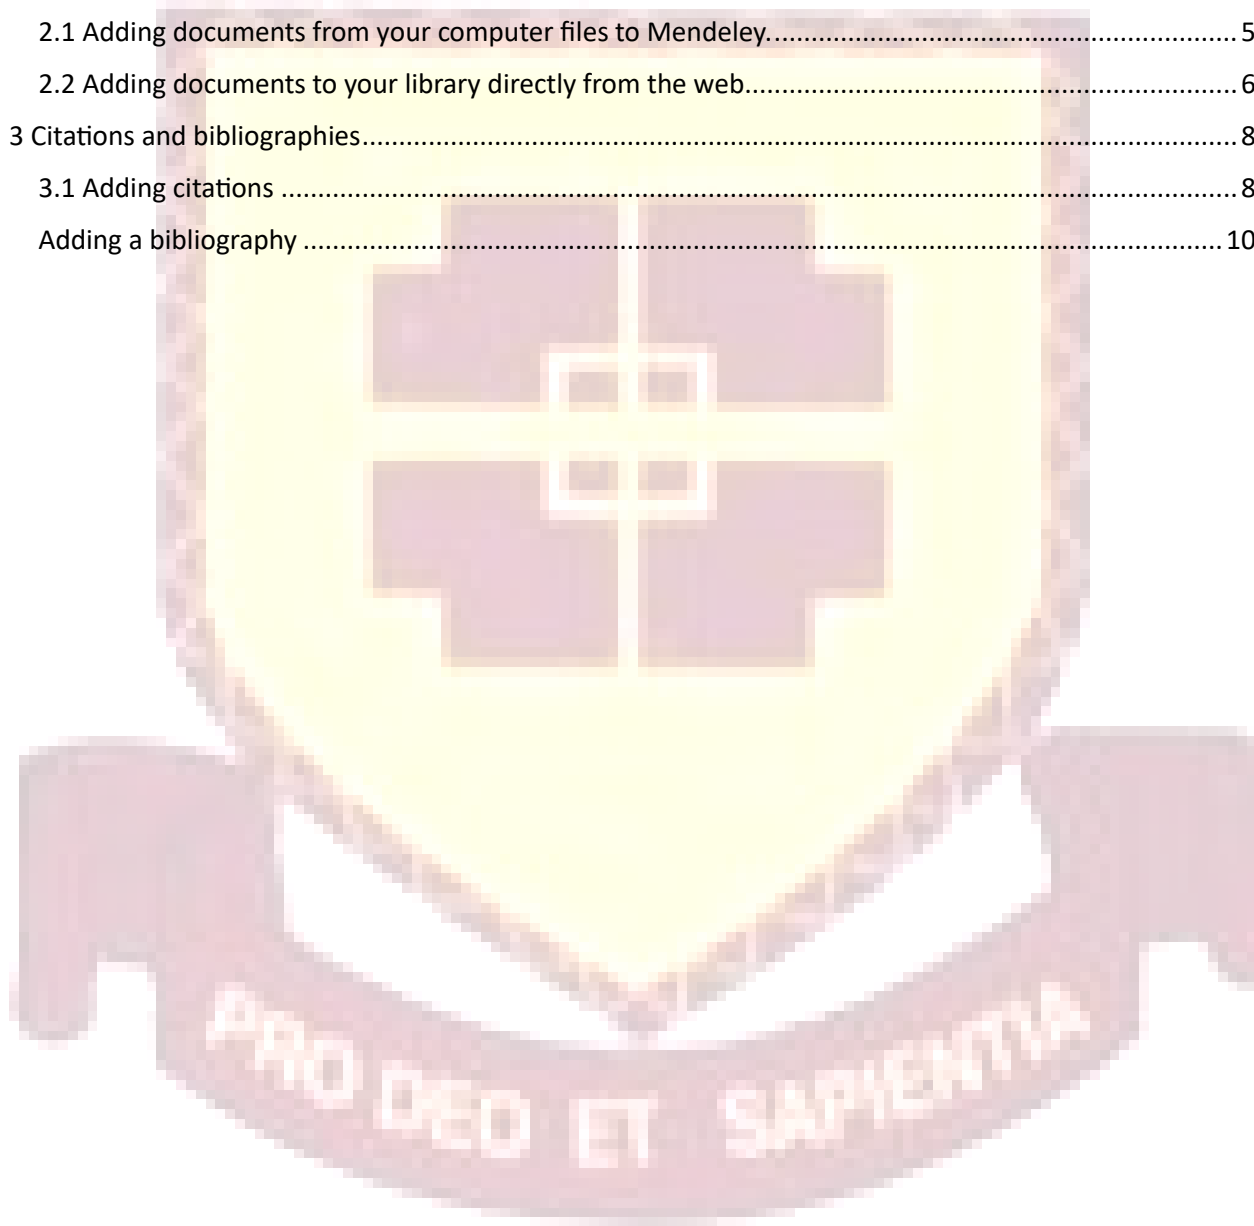 2.1 Adding documents from your computer files to Mendeley. 5
2.2 Adding documents to your library directly from the web. 6
3 Citations and bibliographies 8
3.1 Adding citations 8
Adding a bibliography 10
PRO DEO ET SAPIENTIA